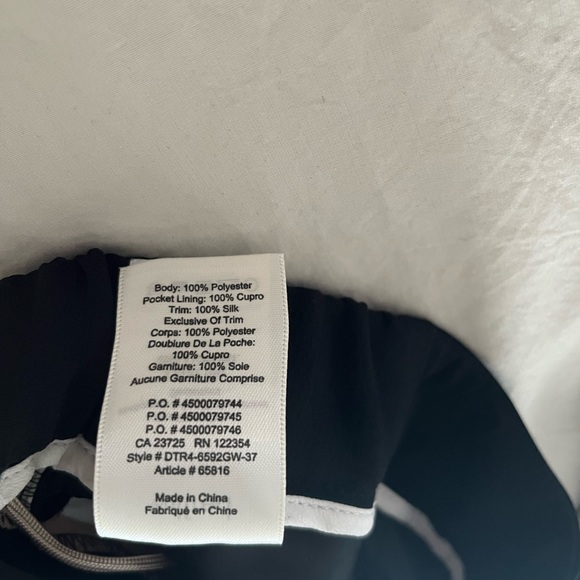 Body: 100% Polyester
Pocket Lining: 100% Cupro
Trim: 100% Silk
Exclusive Of Trim
Corps: 100% Polyester
Doubiure De La Poche:
100% Cupro
Garniture: 100% Soie
Aucune Garniture Comprise
P.O. # 4500079744
P.O. # 4500079745
P.O. # 4500079746
CA 23725 RN 122354
Style # DTR4-6592GW-37
Article # 65816
Made in China
Fabriqué en Chine